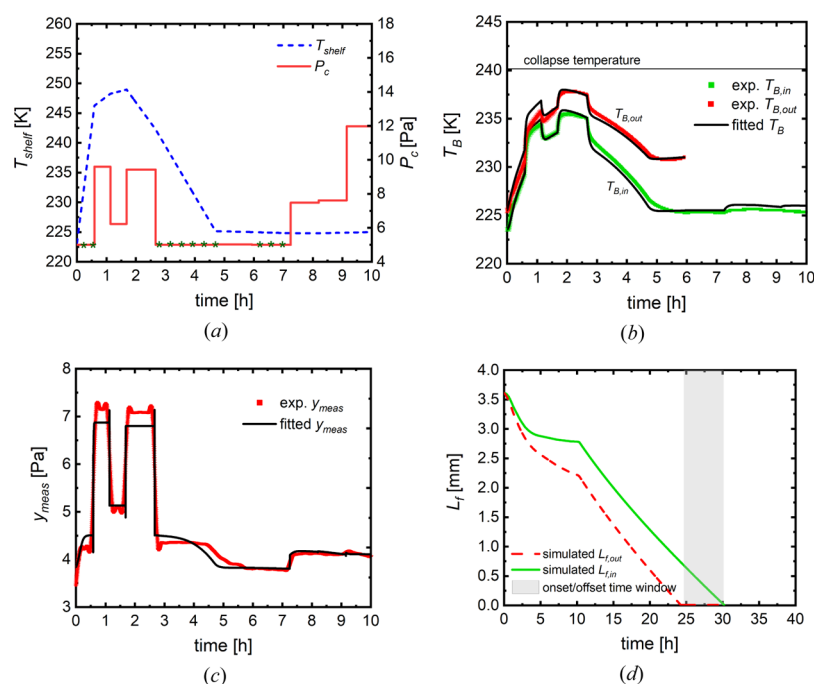 260
255
250
245
240
235
230
225
220
T_shelf [K]
T_shelf
P_c
18
16
14
12
10
8
6
4
P_c [Pa]
0 1 2 3 4 5 6 7 8 9 10
time [h]
(a)
245
240
235
230
225
220
T_B [K]
collapse temperature
exp. T_B,in
exp. T_B,out
fitted T_B
T_B,out
T_B,in
0 1 2 3 4 5 6 7 8 9 10
time [h]
(b)
8
7
6
5
4
3
y_meas [Pa]
exp. y_meas
fitted y_meas
0 1 2 3 4 5 6 7 8 9 10
time [h]
(c)
4.0
3.5
3.0
2.5
2.0
1.5
1.0
0.5
0.0
L_f [mm]
simulated L_f,out
simulated L_f,in
onset/offset time window
0 5 10 15 20 25 30 35 40
time [h]
(d)